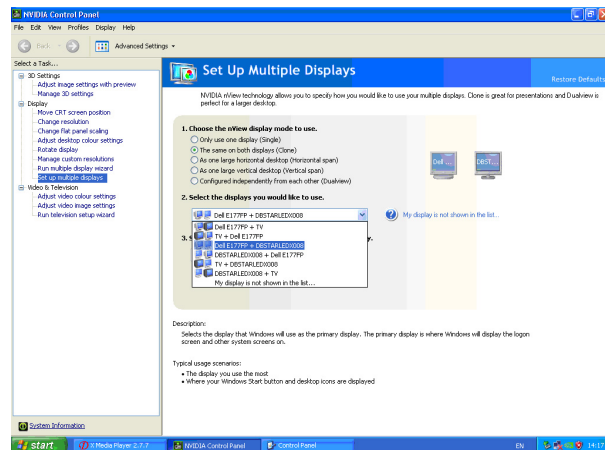 NVIDIA Control Panel
File Edit View Profiles Display Help
Back Advanced Settings
Select a Task...
3D Settings
Adjust image settings with preview
Manage 3D settings
Display
Move CRT screen position
Change resolution
Change flat panel scaling
Adjust desktop colour settings
Rotate display
Manage custom resolutions
Run multiple display wizard
Set up multiple displays
Video & Television
Adjust video colour settings
Adjust video image settings
Run television setup wizard
System Information
Set Up Multiple Displays
Restore Defaults
NVIDIA nView technology allows you to specify how you would like to use your multiple displays. Clone is great for presentations and Dualview is
perfect for a larger desktop.
1. Choose the nView display mode to use.
Only use one display (Single)
The same on both displays (Clone)
As one large horizontal desktop (Horizontal span)
As one large vertical desktop (Vertical span)
Configured independently from each other (Dualview)
Dell ... DBST...
2. Select the displays you would like to use.
Dell E177FP + DBSTARLEDX008
My display is not shown in the list...
Dell E177FP + TV
TV + Dell E177FP
Dell E177FP + DBSTARLEDX008
DBSTARLEDX008 + Dell E177FP
TV + DBSTARLEDX008
DBSTARLEDX008 + TV
My display is not shown in the list...
3. S
y.
Description:
Selects the display that Windows will use as the primary display. The primary display is where Windows will display the logon
screen and other system screens on.
Typical usage scenarios:
• The display you use the most
• Where your Windows Start button and desktop icons are displayed
start X Media Player 2.7.7 NVIDIA Control Panel Control Panel EN 14:17